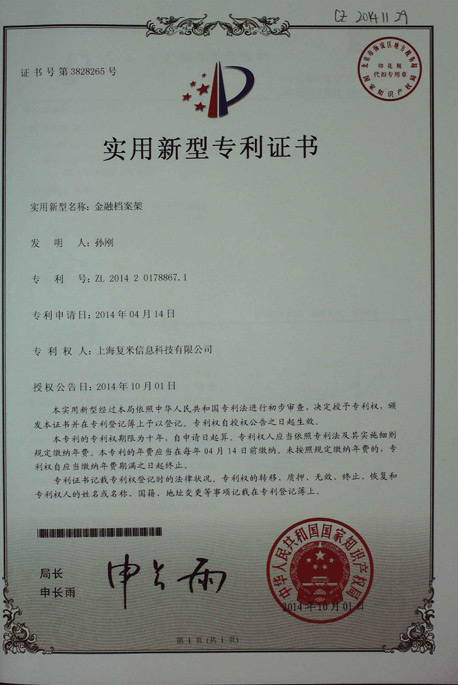 CZ 2014 11 29
证书号第3828265号
印花税
代扣专用章
国家知识产权局
实用新型专利证书
实用新型名称：金融档案架
发 明 人：孙刚
专 利 号：ZL 2014 2 0178867.1
专利申请日：2014年04月14日
专 利 权 人：上海复米信息科技有限公司
授权公告日：2014年10月01日
本实用新型经过本局依照中华人民共和国专利法进行初步审查，决定授予专利权，颁
发本证书并在专利登记簿上予以登记。专利权自授权公告之日起生效。
本专利的专利权期限为十年，自申请日起算。专利权人应当依照专利法及其实施细则
规定缴纳年费。本专利的年费应当在每年04月14日前缴纳。未按照规定缴纳年费的，专
利权自应当缴纳年费期满之日起终止。
专利证书记载专利权登记时的法律状况。专利权的转移、质押、无效、终止、恢复和
专利权人的姓名或名称、国籍、地址变更等事项记载在专利登记簿上。
局长
申长雨
申长雨
中华人民共和国国家知识产权局
2014年10月01日
第1页(共1页)